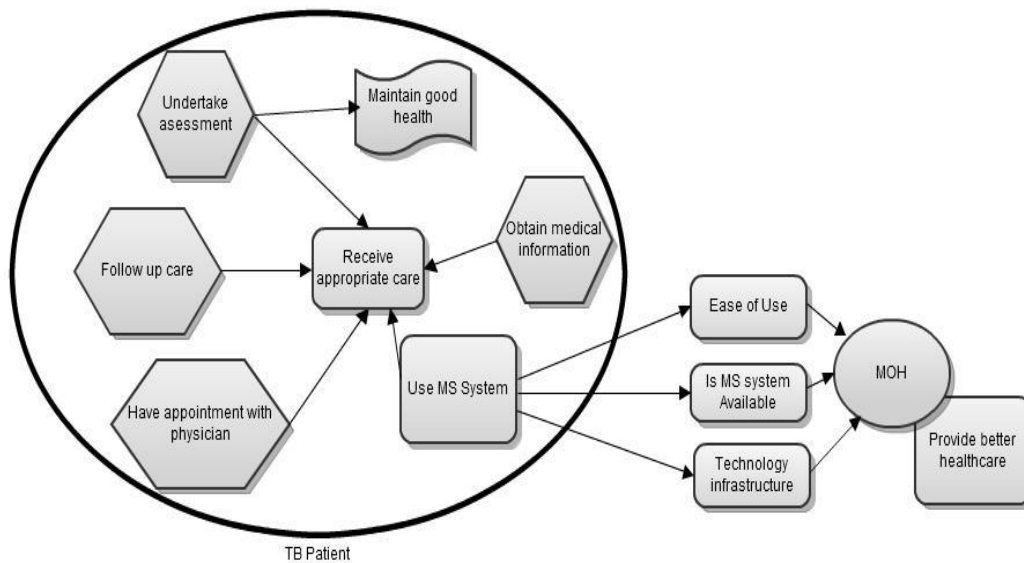 Undertake
asessment
Maintain good
health
Obtain medical
information
Receive
appropriate care
Follow up care
Ease of Use
Use MS System
Is MS system
Available
MOH
Have appointment with
physician
Provide better
healthcare
Technology
infrastructure
TB Patient